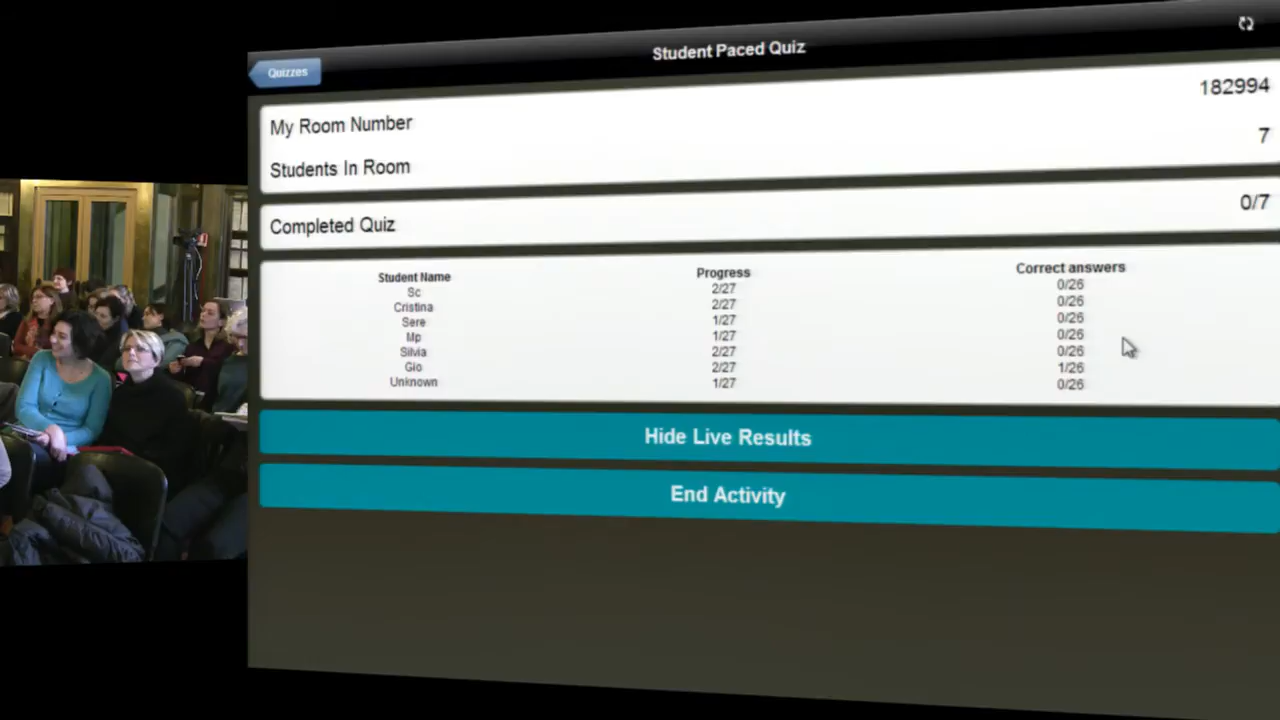 Student Paced Quiz
Quizzes
My Room Number 182994
Students In Room 7
Completed Quiz 0/7
Student Name Progress Correct answers
Sc 2/27 0/26
Cristina 2/27 0/26
Sere 1/27 0/26
Mp 1/27 0/26
Silvia 2/27 0/26
Gio 2/27 1/26
Unknown 1/27 0/26
Hide Live Results
End Activity